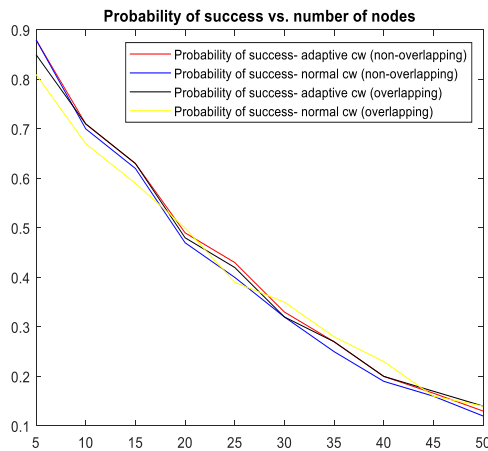 Probability of success vs. number of nodes
0.9
0.8
0.7
0.6
0.5
0.4
0.3
0.2
0.1
Probability of success- adaptive cw (non-overlapping)
Probability of success- normal cw (non-overlapping)
Probability of success- adaptive cw (overlapping)
Probability of success- normal cw (overlapping)
5 10 15 20 25 30 35 40 45 50